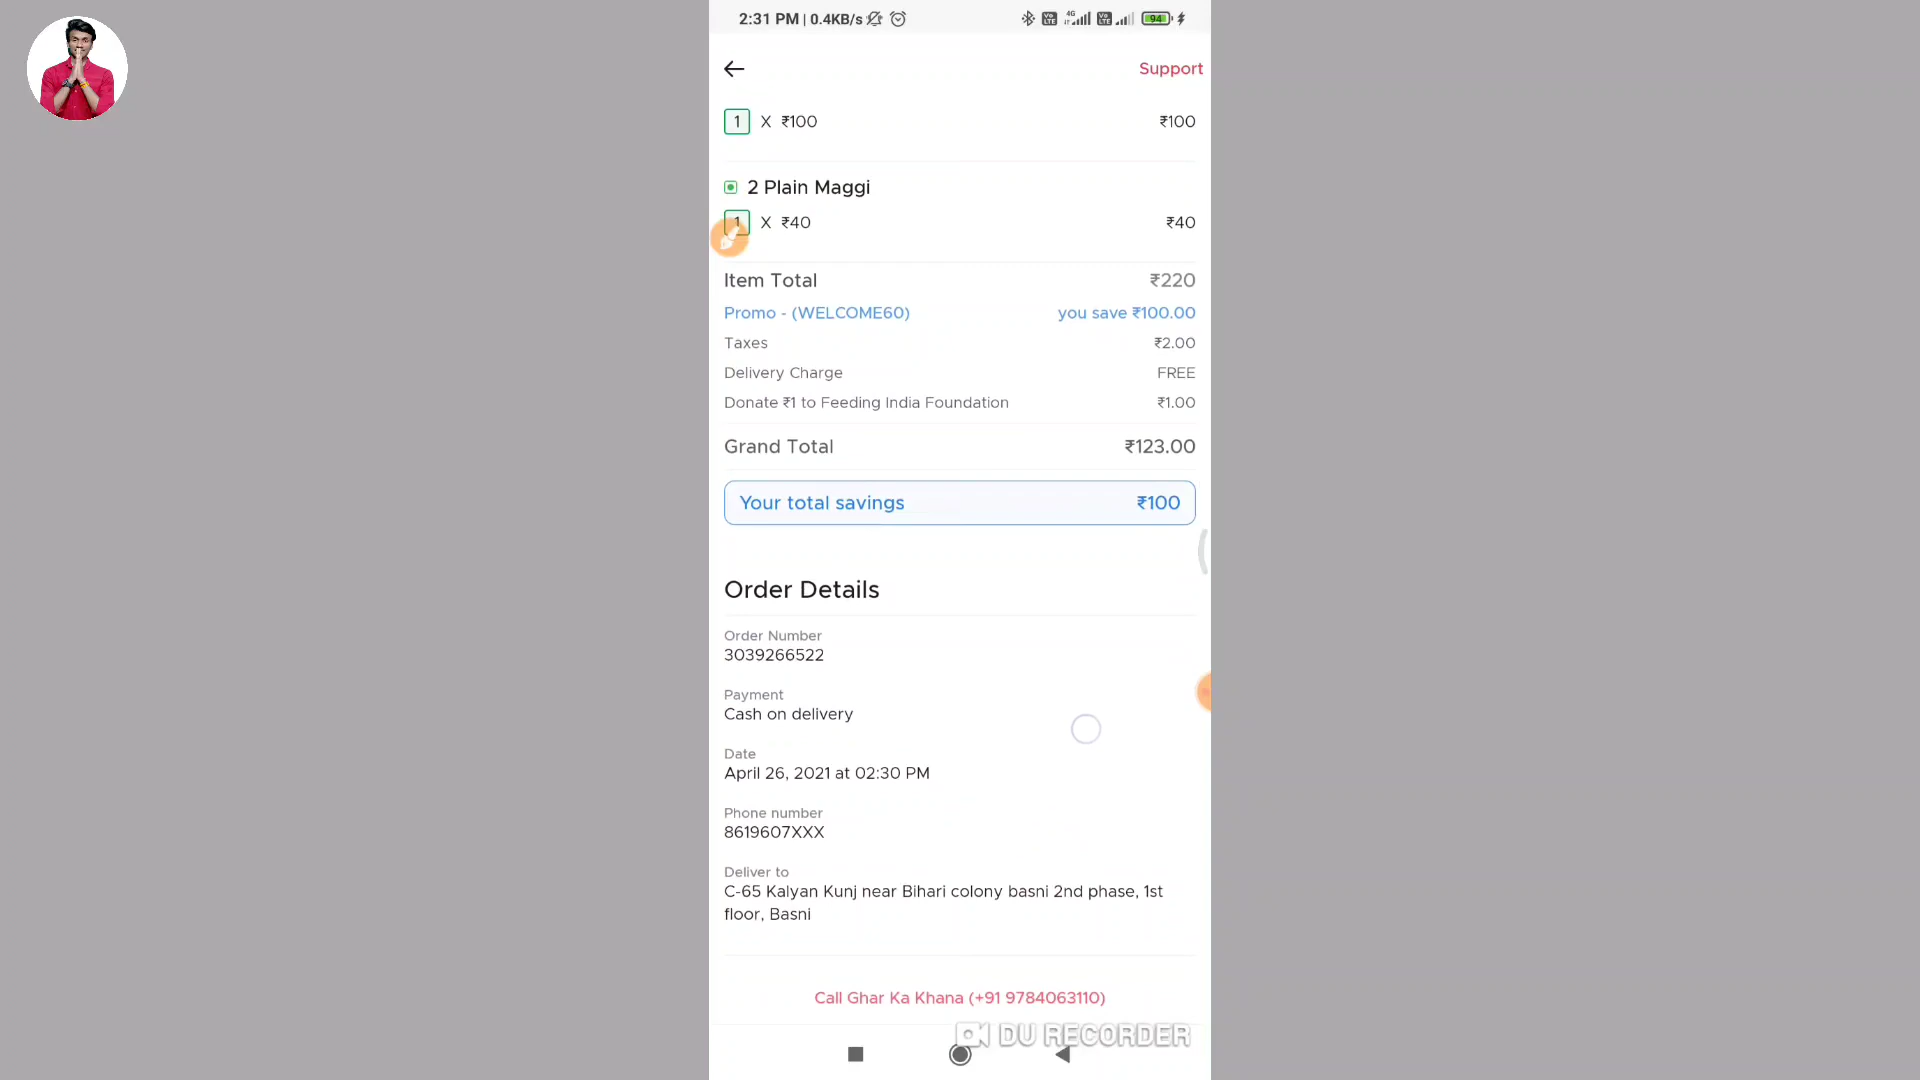 2:31 PM | 0.4KB/s 94
Support
1 X ₹100 ₹100
2 Plain Maggi
1 X ₹40 ₹40
Item Total ₹220
Promo - (WELCOME60) you save ₹100.00
Taxes ₹2.00
Delivery Charge FREE
Donate ₹1 to Feeding India Foundation ₹1.00
Grand Total ₹123.00
Your total savings ₹100
Order Details
Order Number
3039266522
Payment
Cash on delivery
Date
April 26, 2021 at 02:30 PM
Phone number
8619607XXX
Deliver to
C-65 Kalyan Kunj near Bihari colony basni 2nd phase, 1st
floor, Basni
Call Ghar Ka Khana (+91 9784063110)
DU RECORDER